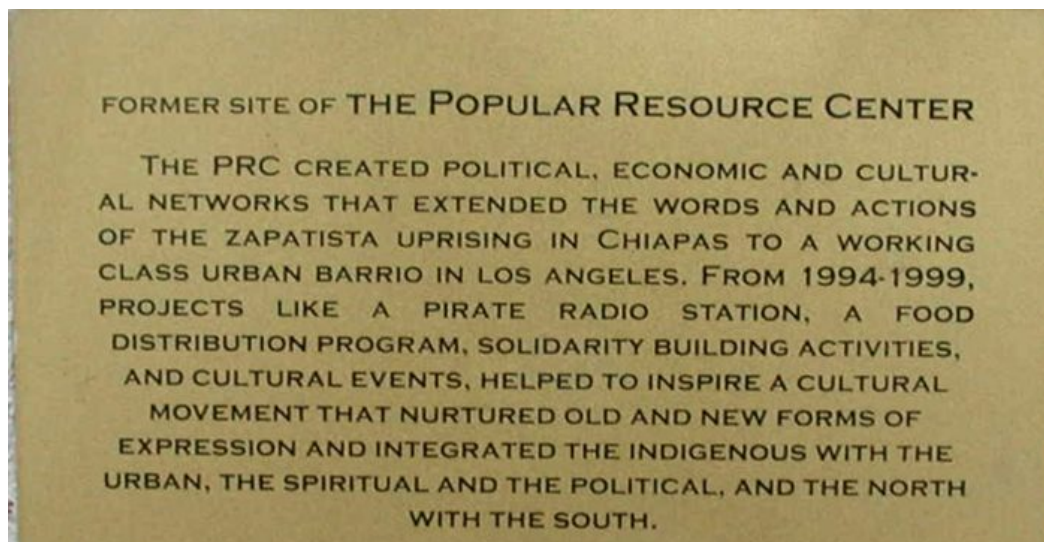 FORMER SITE OF THE POPULAR RESOURCE CENTER
THE PRC CREATED POLITICAL, ECONOMIC AND CULTUR-
AL NETWORKS THAT EXTENDED THE WORDS AND ACTIONS
OF THE ZAPATISTA UPRISING IN CHIAPAS TO A WORKING
CLASS URBAN BARRIO IN LOS ANGELES. FROM 1994-1999,
PROJECTS LIKE A PIRATE RADIO STATION, A FOOD
DISTRIBUTION PROGRAM, SOLIDARITY BUILDING ACTIVITIES,
AND CULTURAL EVENTS, HELPED TO INSPIRE A CULTURAL
MOVEMENT THAT NURTURED OLD AND NEW FORMS OF
EXPRESSION AND INTEGRATED THE INDIGENOUS WITH THE
URBAN, THE SPIRITUAL AND THE POLITICAL, AND THE NORTH
WITH THE SOUTH.